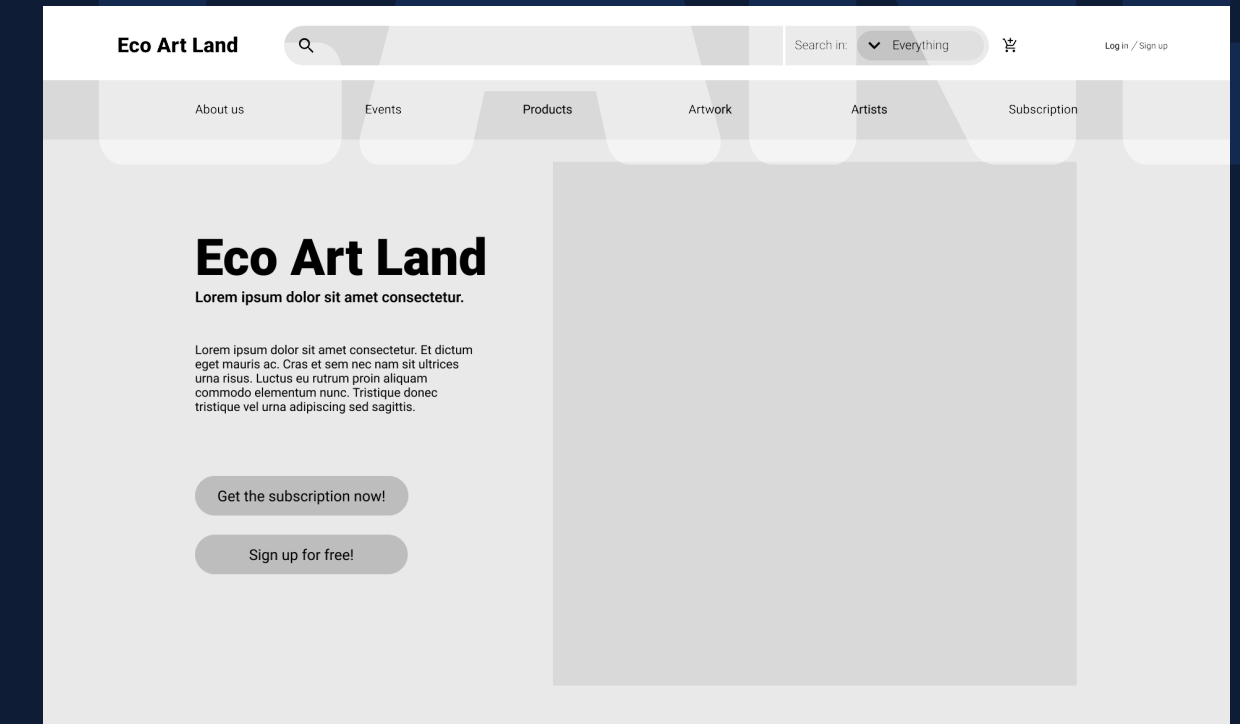 Eco Art Land
Search in:
Everything
Log in / Sign up
About us
Events
Products
Artwork
Artists
Subscription
Eco Art Land
Lorem ipsum dolor sit amet consectetur.
Lorem ipsum dolor sit amet consectetur. Et dictum
eget mauris ac. Cras et sem nec nam sit ultrices
urna risus. Luctus eu rutrum proin aliquam
commodo elementum nunc. Tristique donec
tristique vel urna adipiscing sed sagittis.
Get the subscription now!
Sign up for free!